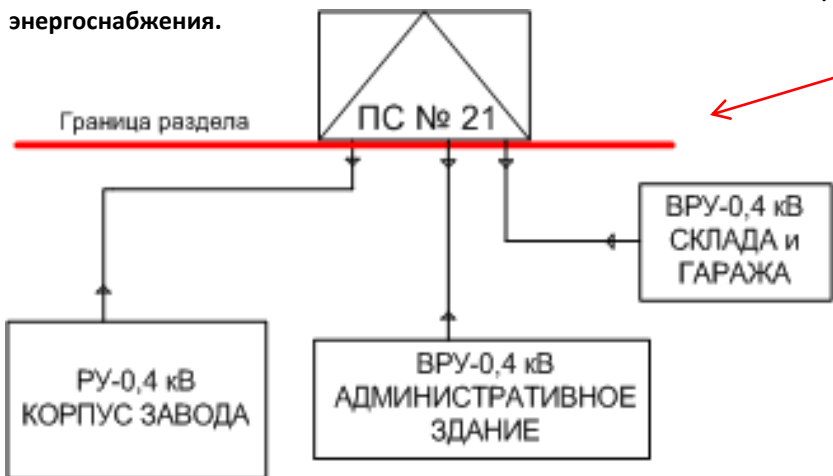 энергоснабжения.
Граница раздела
ПС № 21
ВРУ-0,4 кВ
СКЛАДА и
ГАРАЖА
РУ-0,4 кВ
КОРПУС ЗАВОДА
ВРУ-0,4 кВ
АДМИНИСТРАТИВНОЕ
ЗДАНИЕ